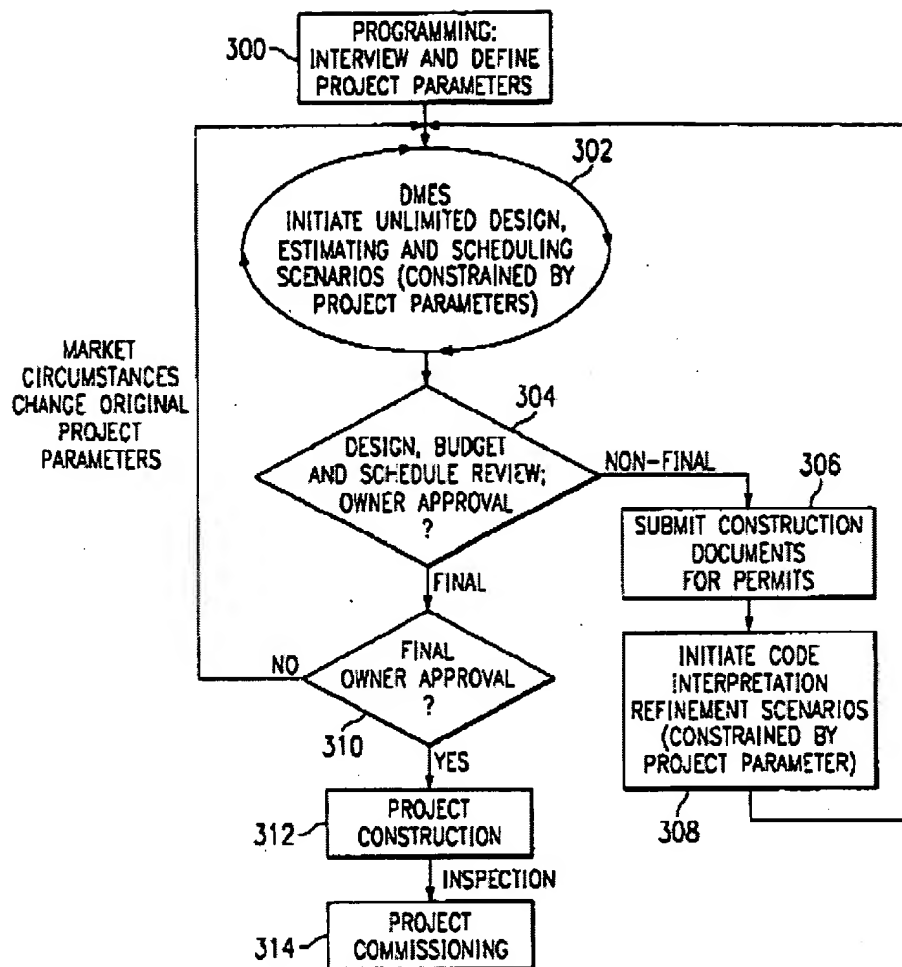 PROGRAMMING:
INTERVIEW AND DEFINE
PROJECT PARAMETERS
300
302
DMES
INITIATE UNLIMITED DESIGN,
ESTIMATING AND SCHEDULING
SCENARIOS (CONSTRAINED BY
PROJECT PARAMETERS)
MARKET
CIRCUMSTANCES
CHANGE ORIGINAL
PROJECT
PARAMETERS
304
DESIGN, BUDGET
AND SCHEDULE REVIEW;
OWNER APPROVAL
?
NON-FINAL
306
SUBMIT CONSTRUCTION
DOCUMENTS
FOR PERMITS
FINAL
INITIATE CODE
INTERPRETATION
REFINEMENT SCENARIOS
(CONSTRAINED BY
PROJECT PARAMETER)
308
FINAL
OWNER APPROVAL
?
NO
310
YES
312
PROJECT
CONSTRUCTION
INSPECTION
314
PROJECT
COMMISSIONING